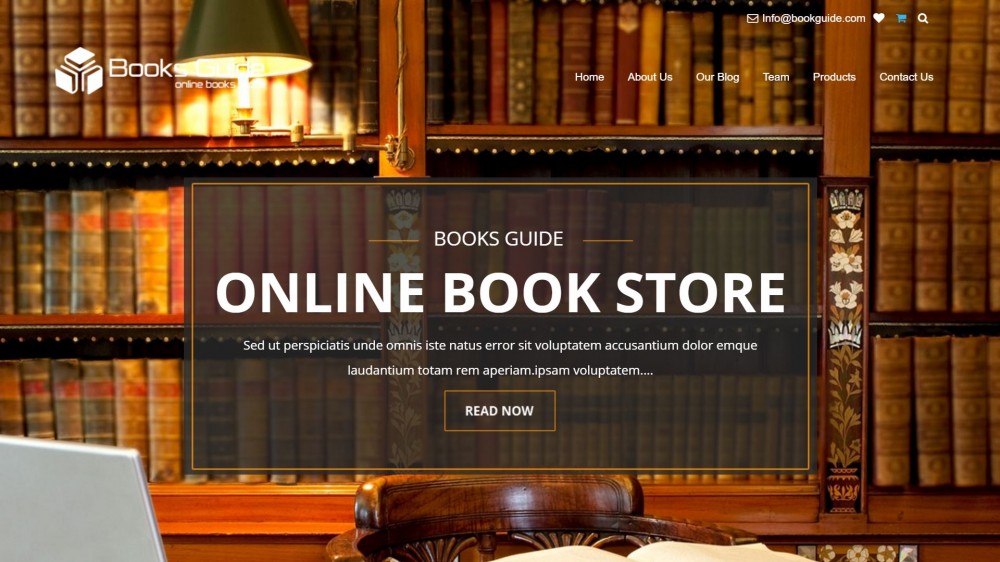 Info@bookguide.com
Books Guide
online books
Home About Us Our Blog Team Products Contact Us
BOOKS GUIDE
ONLINE BOOK STORE
Sed ut perspiciatis unde omnis iste natus error sit voluptatem accusantium dolor emque
laudantium totam rem aperiam.ipsam voluptatem....
READ NOW